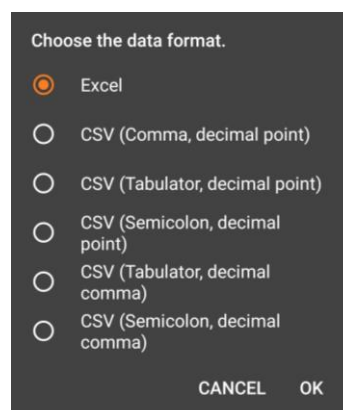 Choose the data format.
Excel
CSV (Comma, decimal point)
CSV (Tabulator, decimal point)
CSV (Semicolon, decimal
point)
CSV (Tabulator, decimal
comma)
CSV (Semicolon, decimal
comma)
CANCEL OK